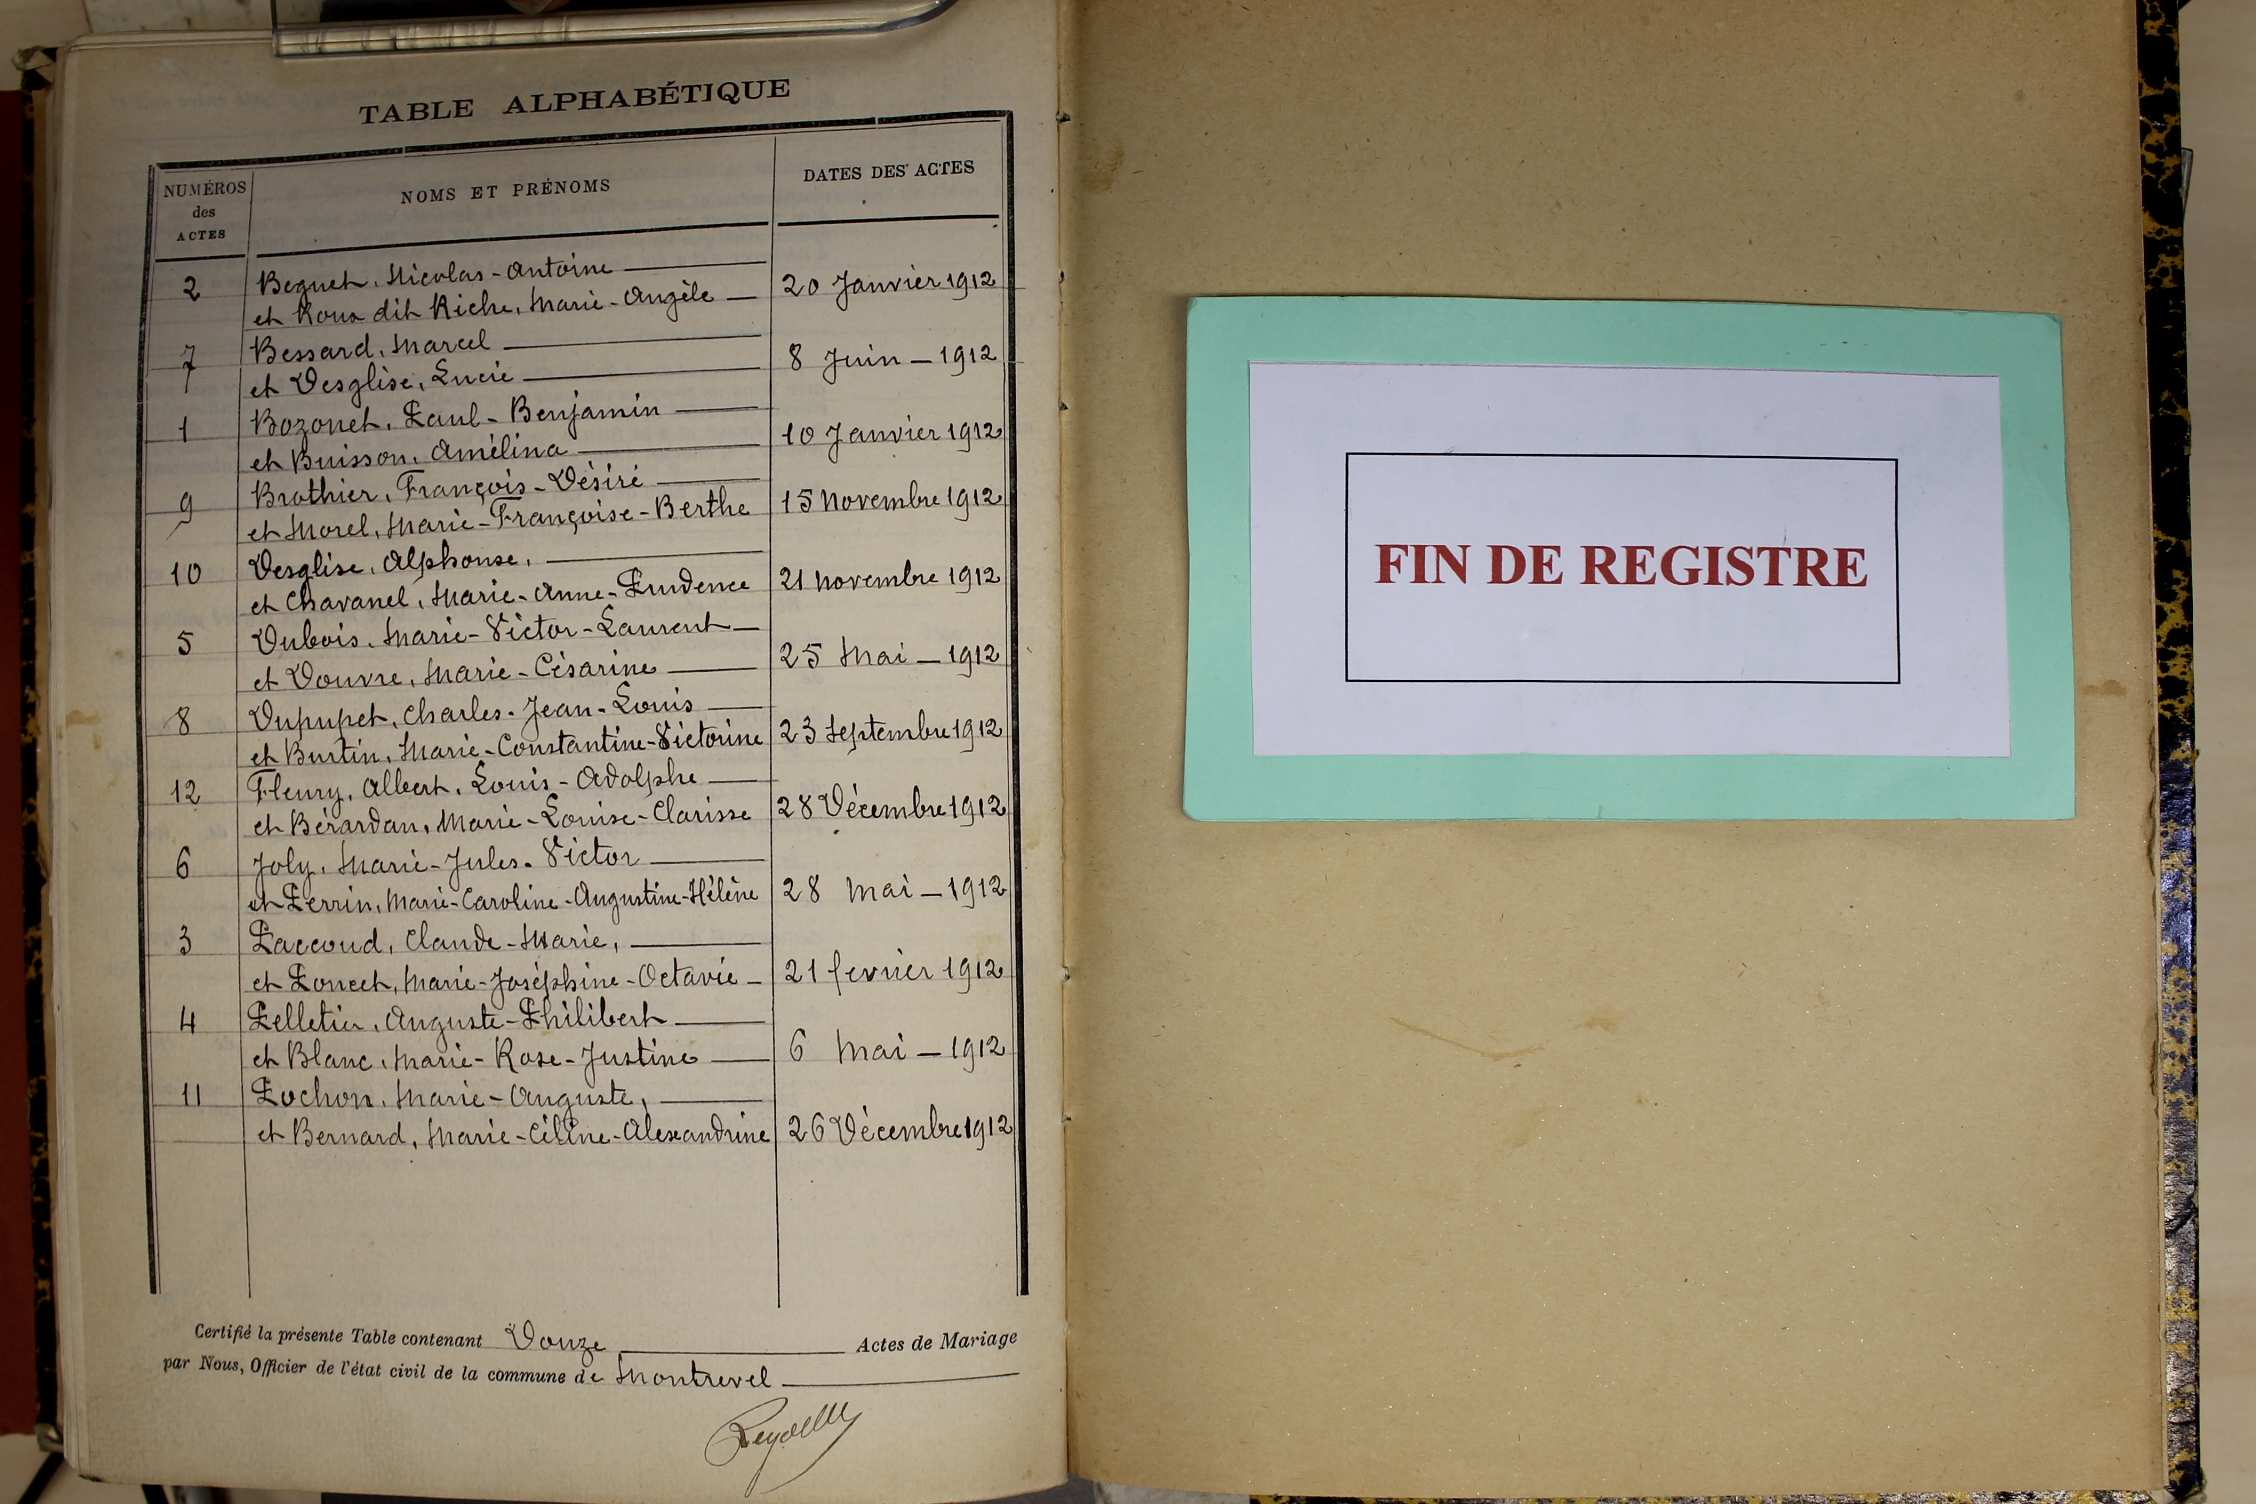 TABLE ALPHABÉTIQUE
NUMÉROS des ACTES
NOMS ET PRÉNOMS
DATES DES ACTES
2 Beguet, Nicolas-Antoine
et Roux dit Riche, Marie-Angèle 20 Janvier 1912
7 Bessard, Marcel
et Desglise, Lucie 8 Juin 1912
1 Bozonet, Paul-Benjamin
et Buisson, Amélina 10 Janvier 1912
9 Brothier, François-Désiré
et Morel, Marie-Françoise-Berthe 15 Novembre 1912
10 Desglise, Alphonse,
et Chavanel, Marie-Anne-Prudence 21 novembre 1912
5 Dubois, Marie-Victor-Laurent
et Douvre, Marie-Césarine 25 Mai 1912
8 Dupupet, Charles-Jean-Louis
et Burtin, Marie-Constantine-Victorine 23 Septembre 1912
12 Fleury, Albert, Louis-Adolphe
et Bérardan, Marie-Louise-Clarisse 28 Décembre 1912
6 Joly, Marie-Jules-Victor
et Perrin, Marie-Caroline-Augustine-Hélène 28 Mai 1912
3 Paccoud, Claude-Marie,
et Poncet, Marie-Joséphine-Octavie 21 fevrier 1912
4 Pelletier, Auguste-Philibert
et Blanc, Marie-Rose-Justine 6 Mai 1912
11 Pochon, Marie-Auguste,
et Bernard, Marie-Céline-Alexandrine 26 Décembre 1912
Certifié la présente Table contenant Douze Actes de Mariage
par Nous, Officier de l'état civil de la commune de Montrevel
FIN DE REGISTRE